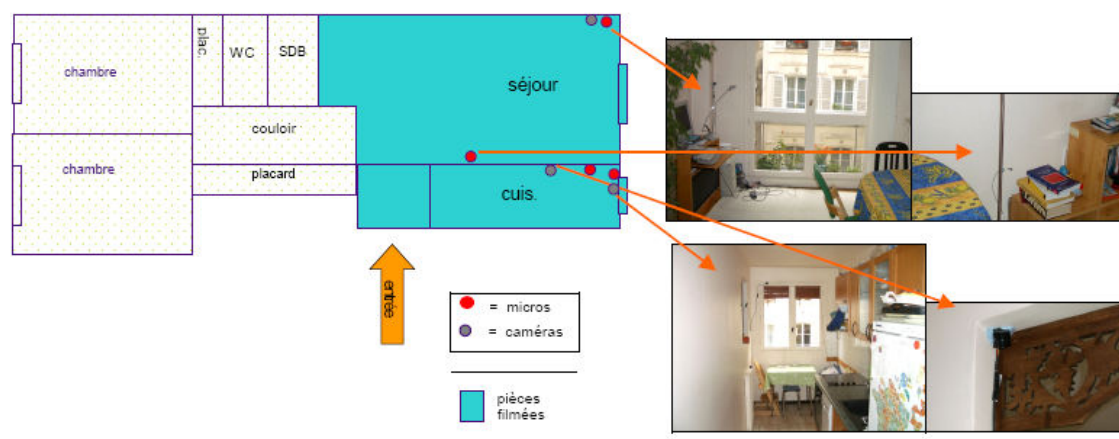 chambre
plac.
WC
SDB
séjour
couloir
chambre
placard
cuis.
entrée
= micros
= caméras
pièces
filmées